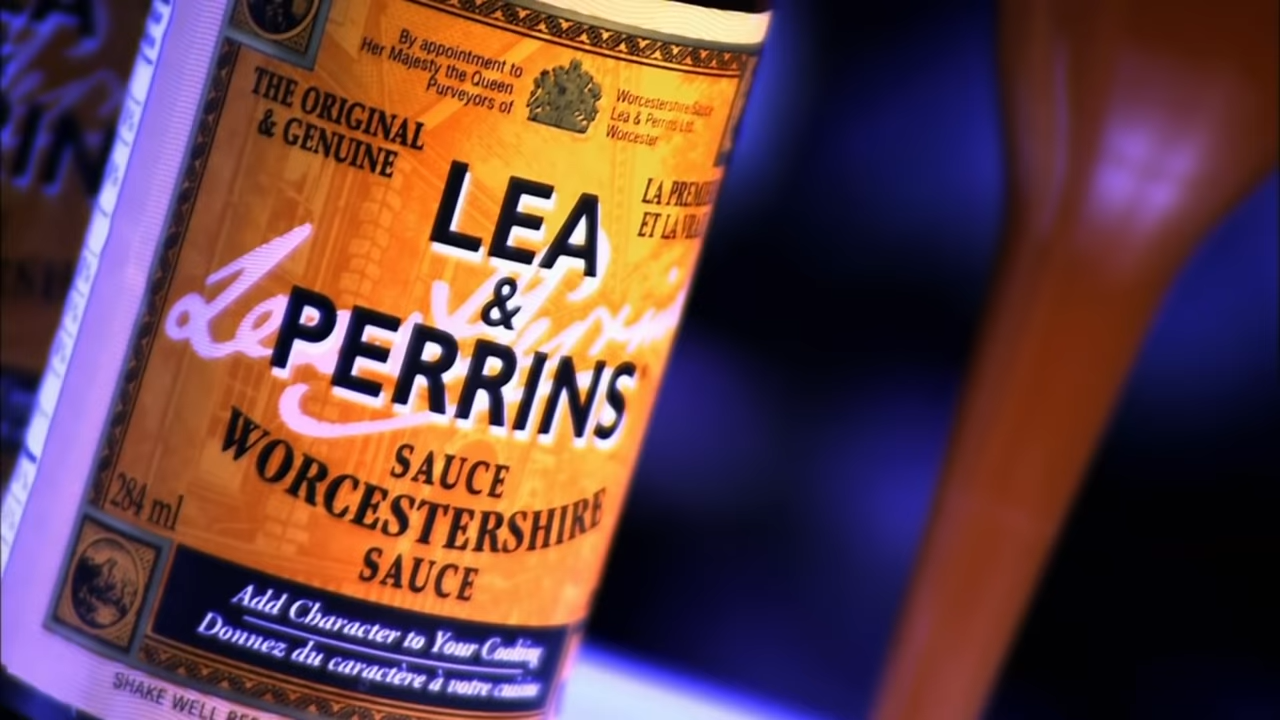 By appointment to
Her Majesty the Queen
Purveyors of
Worcestershire Sauce
Lea & Perrins Ltd.
Worcester
THE ORIGINAL
& GENUINE
LA
ET LA
LEA
&
PERRINS
SAUCE
WORCESTERSHIRE
SAUCE
284 ml
Add Character to Your Cooking
Donnez du caractère à votre cuisine
SHAKE WELL